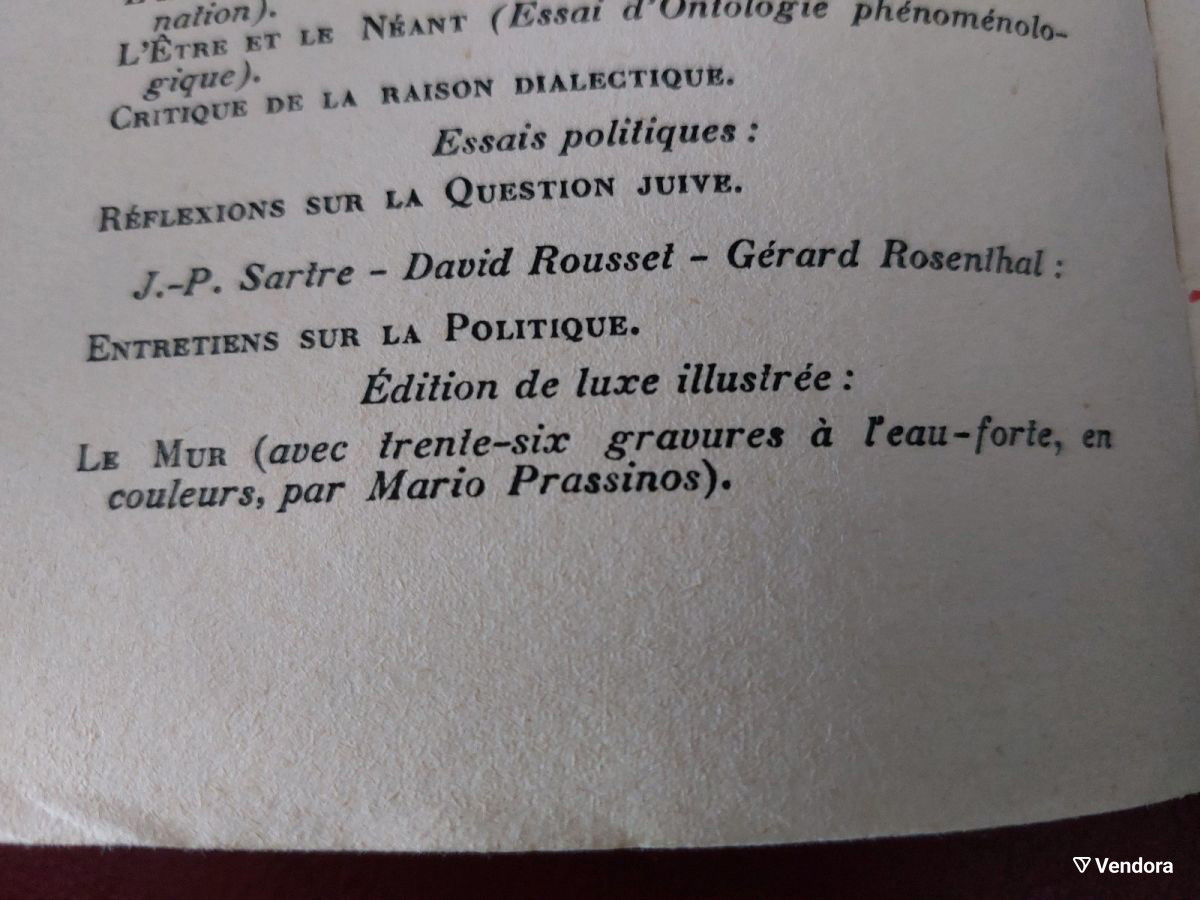 nation).
L'Être et le Néant (Essai d'Ontologie phénoménolo-
gique).
Critique de la raison dialectique.
Essais politiques :
Réflexions sur la Question juive.
J.-P. Sartre - David Rousset - Gérard Rosenthal :
Entretiens sur la Politique.
Édition de luxe illustrée :
Le Mur (avec trente-six gravures à l'eau-forte, en
couleurs, par Mario Prassinos).
Vendora